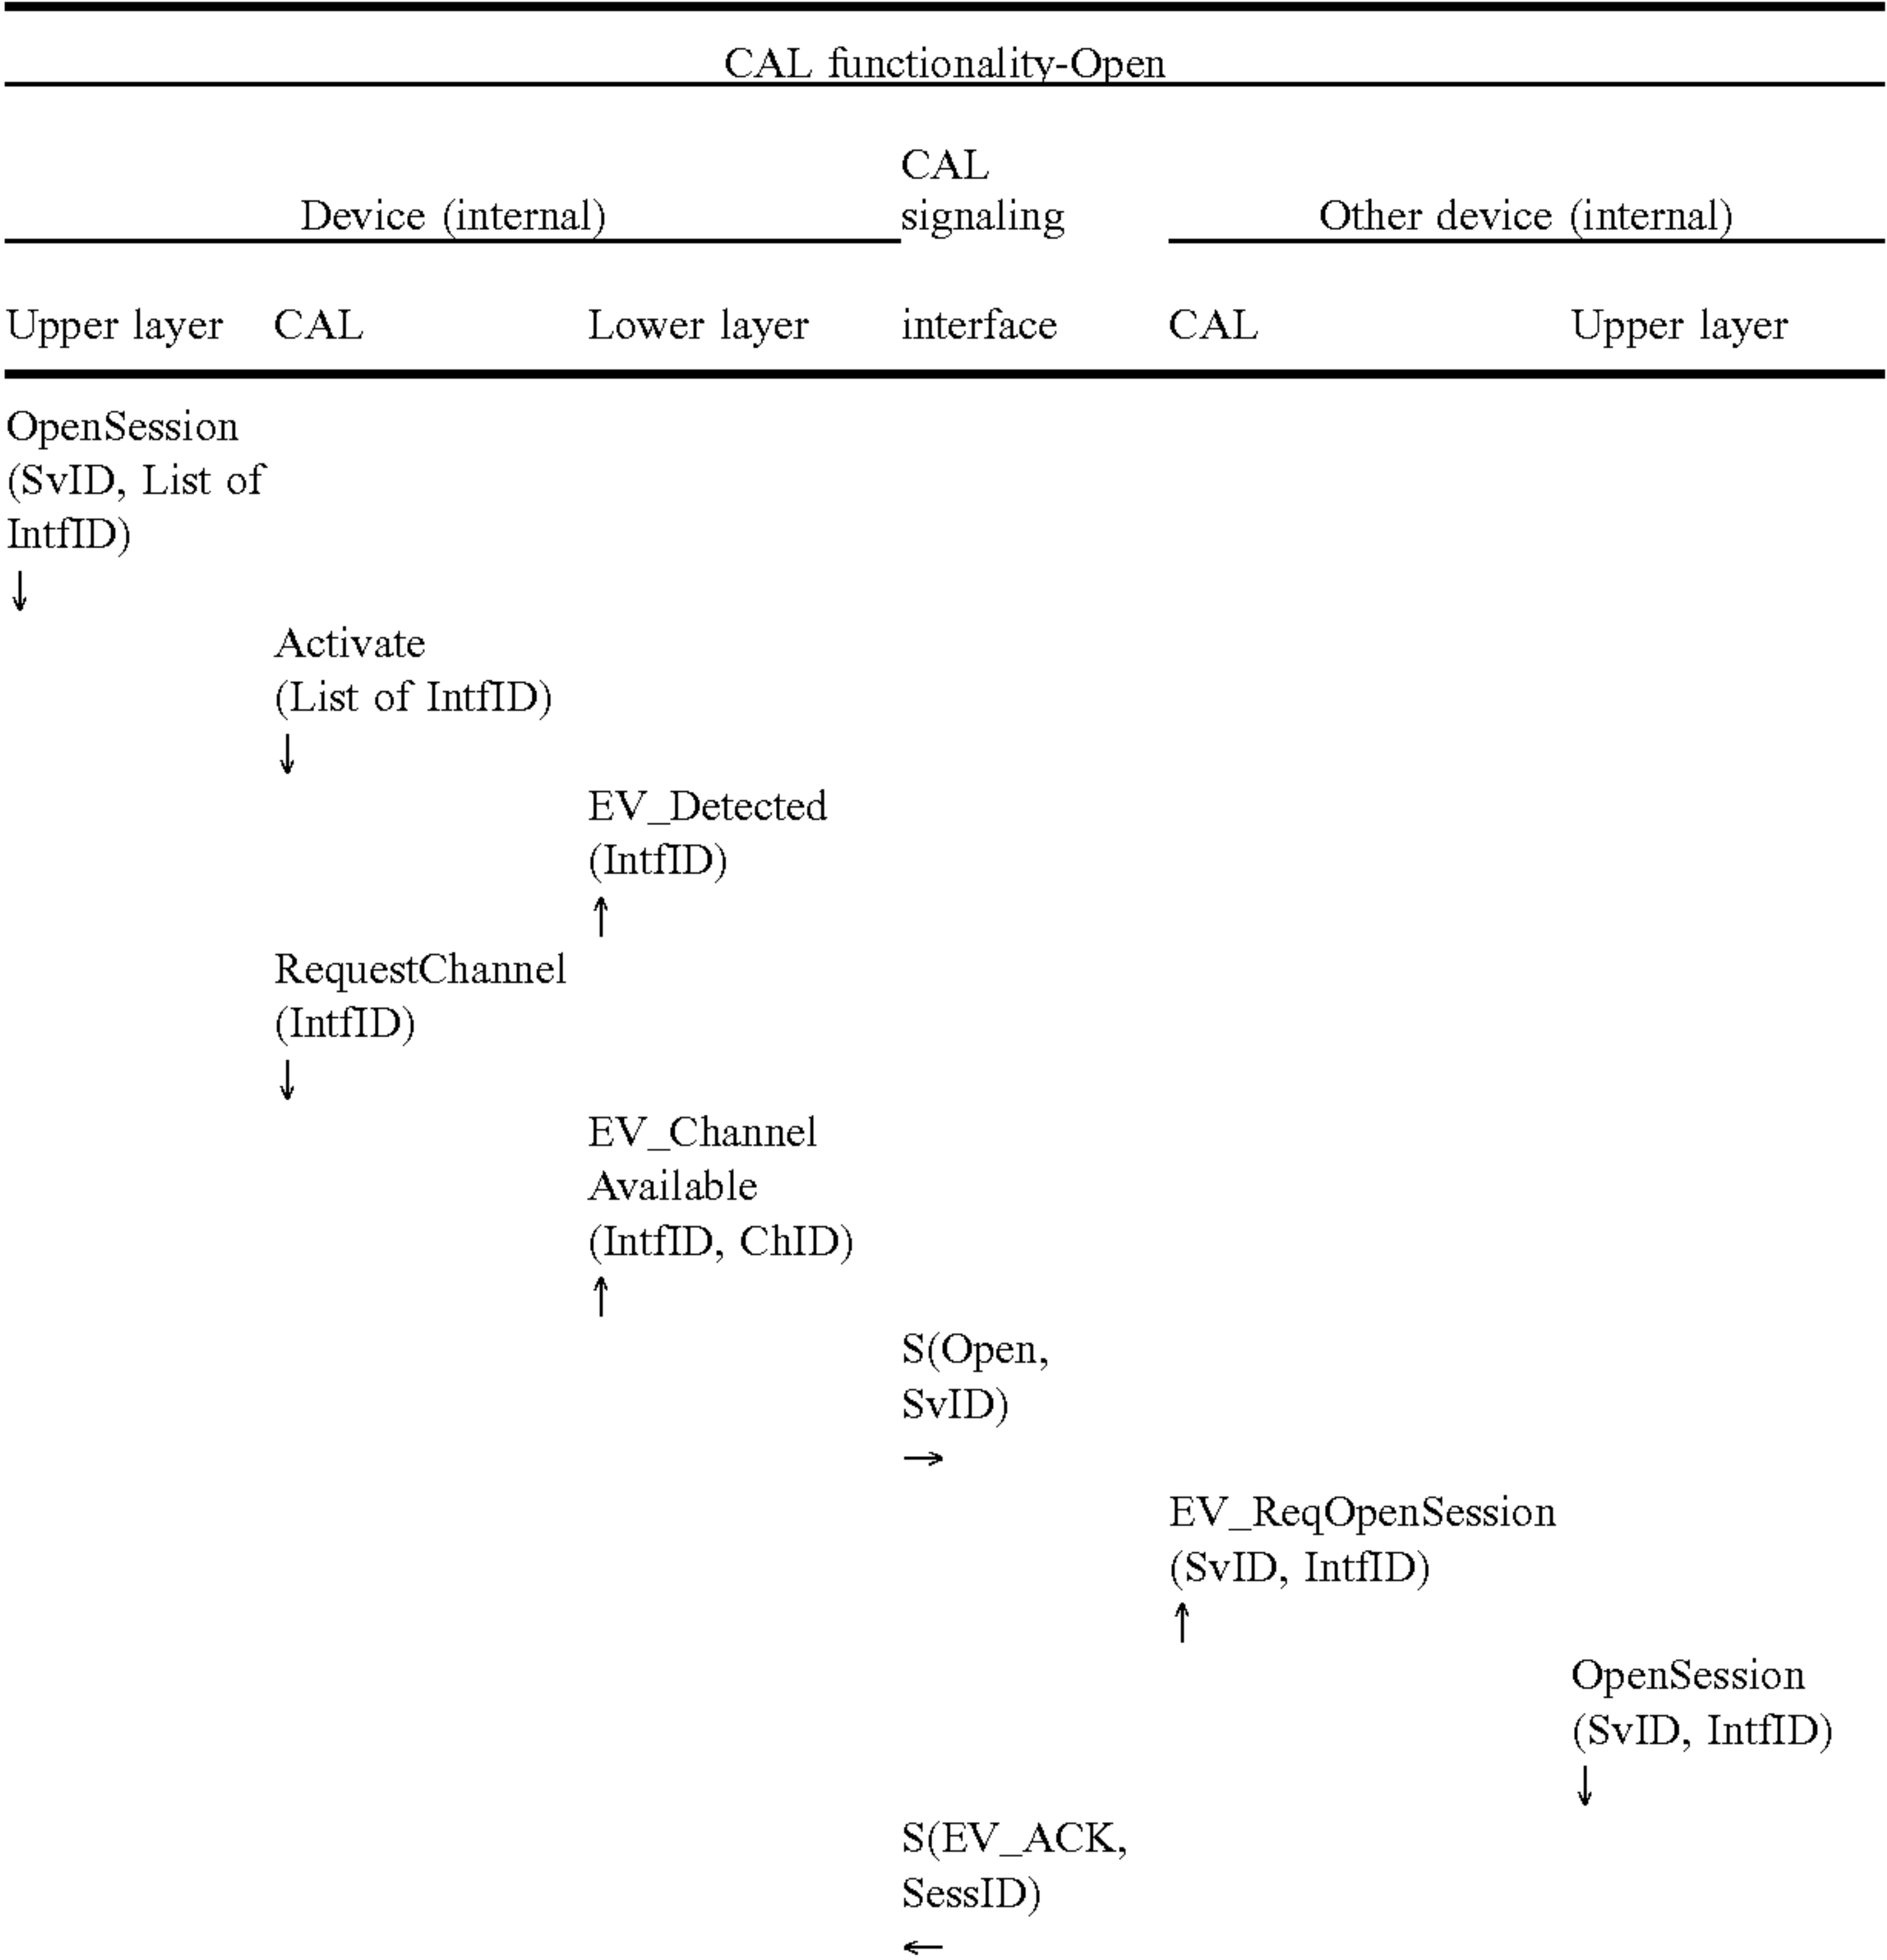 CAL functionality-Open
CAL
Device (internal) signaling Other device (internal)
Upper layer CAL Lower layer interface CAL Upper layer
OpenSession
(SvID, List of
IntfID)
↓
Activate
(List of IntfID)
↓
EV_Detected
(IntfID)
↑
RequestChannel
(IntfID)
↓
EV_Channel
Available
(IntfID, ChID)
↑
S(Open,
SvID)
→
EV_ReqOpenSession
(SvID, IntfID)
↑
OpenSession
(SvID, IntfID)
↓
S(EV_ACK,
SessID)
←